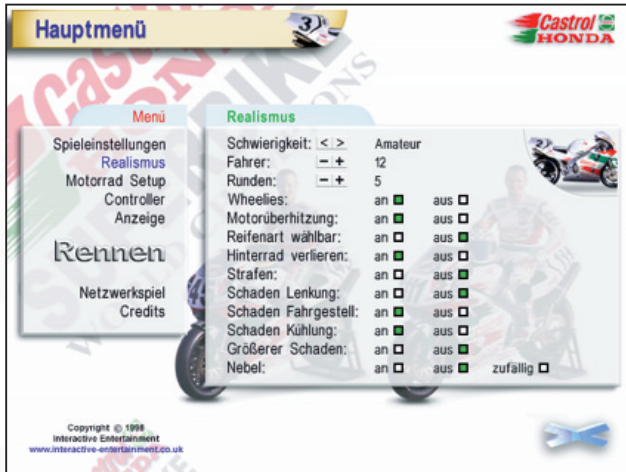 Hauptmenü
3
Castrol
HONDA
Menü
Spieleinstellungen
Realismus
Motorrad Setup
Controller
Anzeige
Rennen
Netzwerkspiel
Credits
Realismus
Schwierigkeit: < > Amateur
Fahrer: - + 12
Runden: - + 5
Wheelies: an aus
Motorüberhitzung: an aus
Reifenart wählbar: an aus
Hinterrad verlieren: an aus
Strafen: an aus
Schaden Lenkung: an aus
Schaden Fahrgestell: an aus
Schaden Kühlung: an aus
Größerer Schaden: an aus
Nebel: an aus zufällig
Copyright © 1998
Interactive Entertainment
www.interactive-entertainment.co.uk